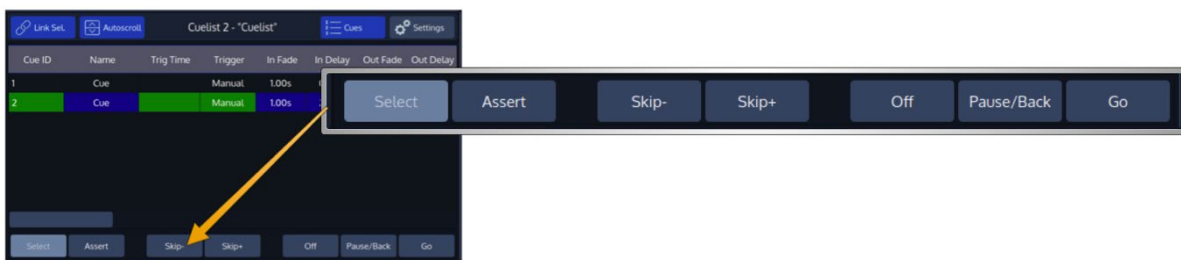 Link Sel. Autoscroll Cuelist 2 - "Cuelist" Cues Settings
Cue ID Name Trig Time Trigger In Fade In Delay Out Fade Out Delay
1 Cue Manual 1.00s
2 Cue Manual 1.00s
Select Assert Skip- Skip+ Off Pause/Back Go
Select Assert Skip- Skip+ Off Pause/Back Go